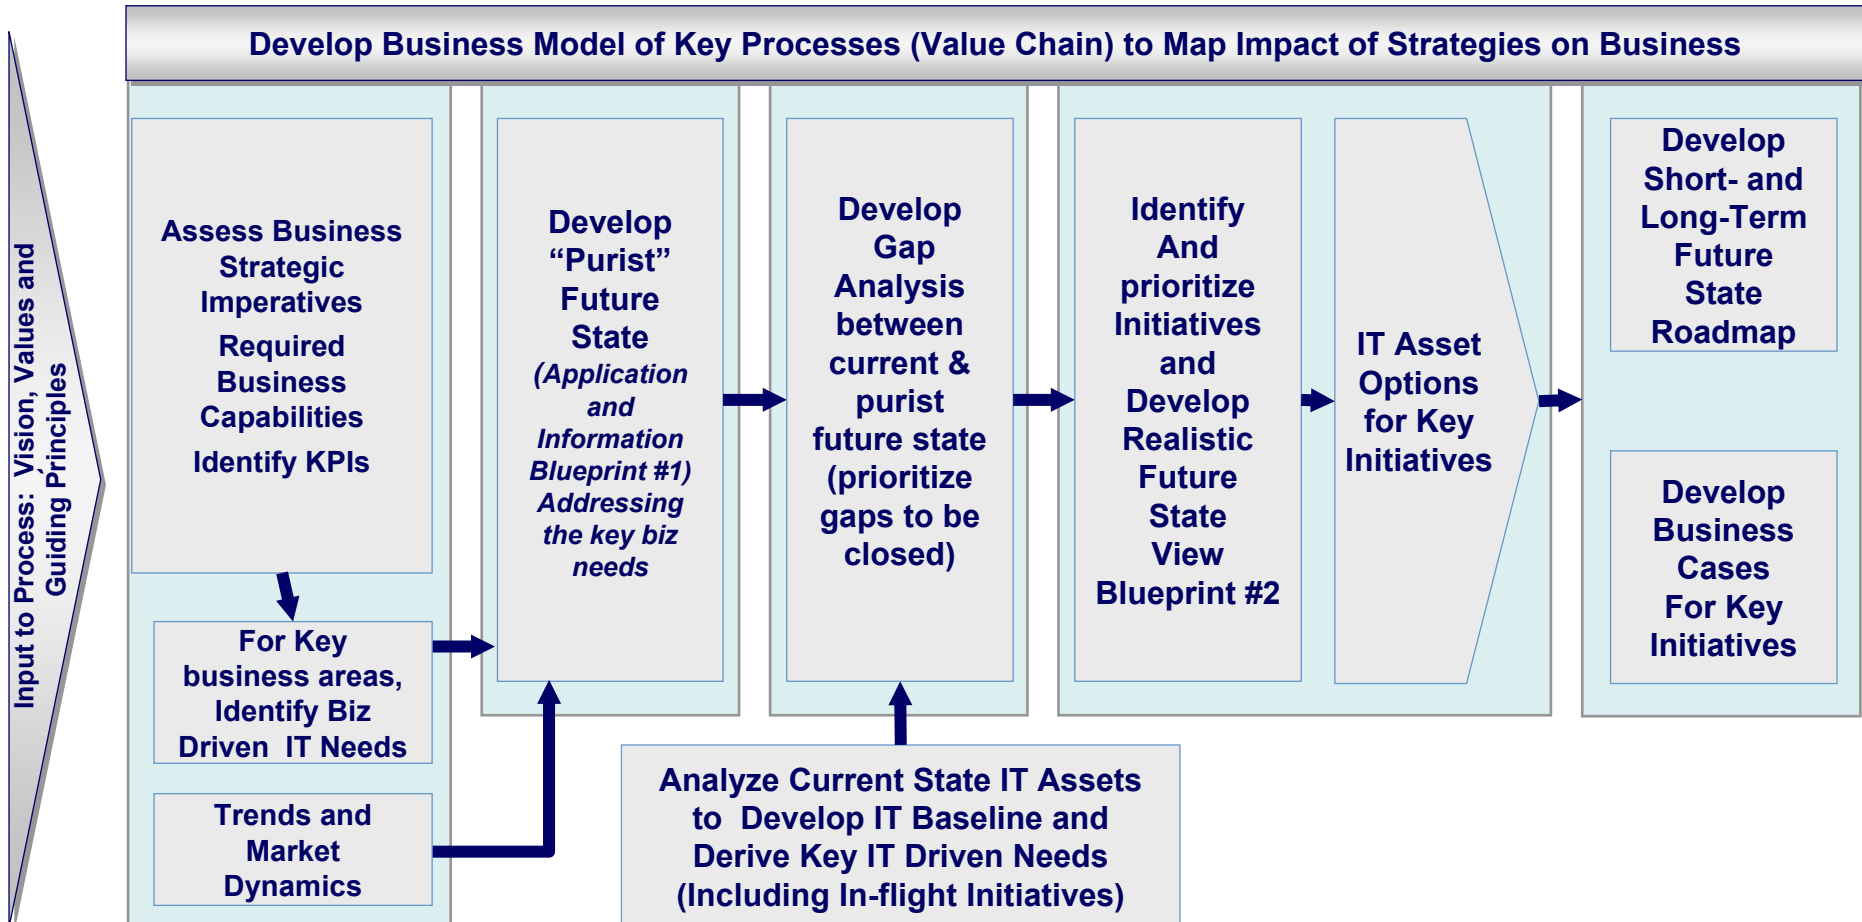 Develop Business Model of Key Processes (Value Chain) to Map Impact of Strategies on Business
Input to Process:  Vision, Values and
Guiding Principles
Assess Business
Strategic
Imperatives
Required
Business
Capabilities
Identify KPIs
For Key
business areas,
Identify Biz
Driven  IT Needs
Trends and
Market
Dynamics
Develop
“Purist”
Future
State
(Application
and
Information
Blueprint #1)
Addressing
the key biz
needs
Develop
Gap
Analysis
between
current &
purist
future state
(prioritize
gaps to be
closed)
Analyze Current State IT Assets
to  Develop IT Baseline and
Derive Key IT Driven Needs
(Including In-flight Initiatives)
Identify
And
prioritize
Initiatives
and
Develop
Realistic
Future
State
View
Blueprint #2
IT Asset
Options
for Key
Initiatives
Develop
Short- and
Long-Term
Future
State
Roadmap
Develop
Business
Cases
For Key
Initiatives